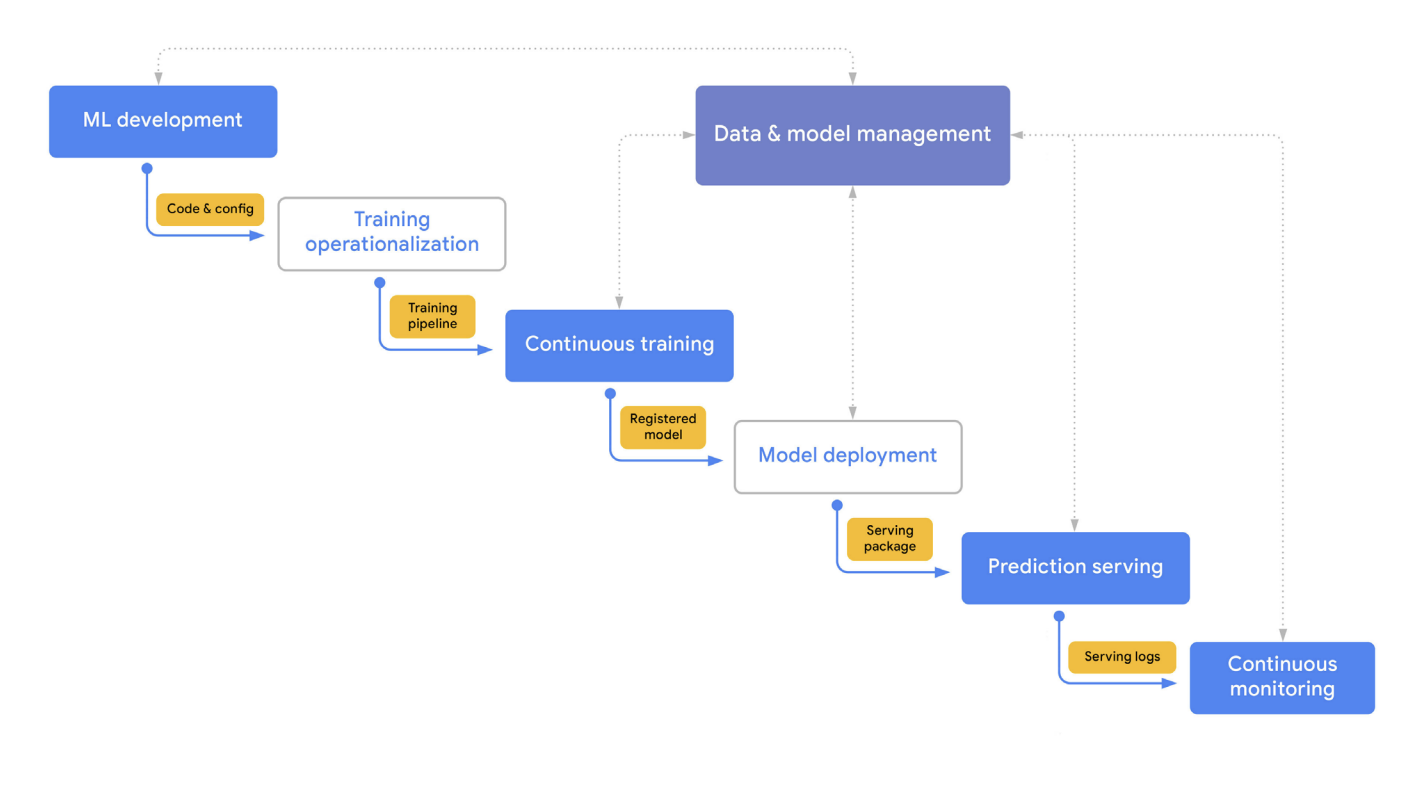 ML development
Data & model management
Code & config
Training
operationalization
Training
pipeline
Continuous training
Registered
model
Model deployment
Serving
package
Prediction serving
Serving logs
Continuous
monitoring